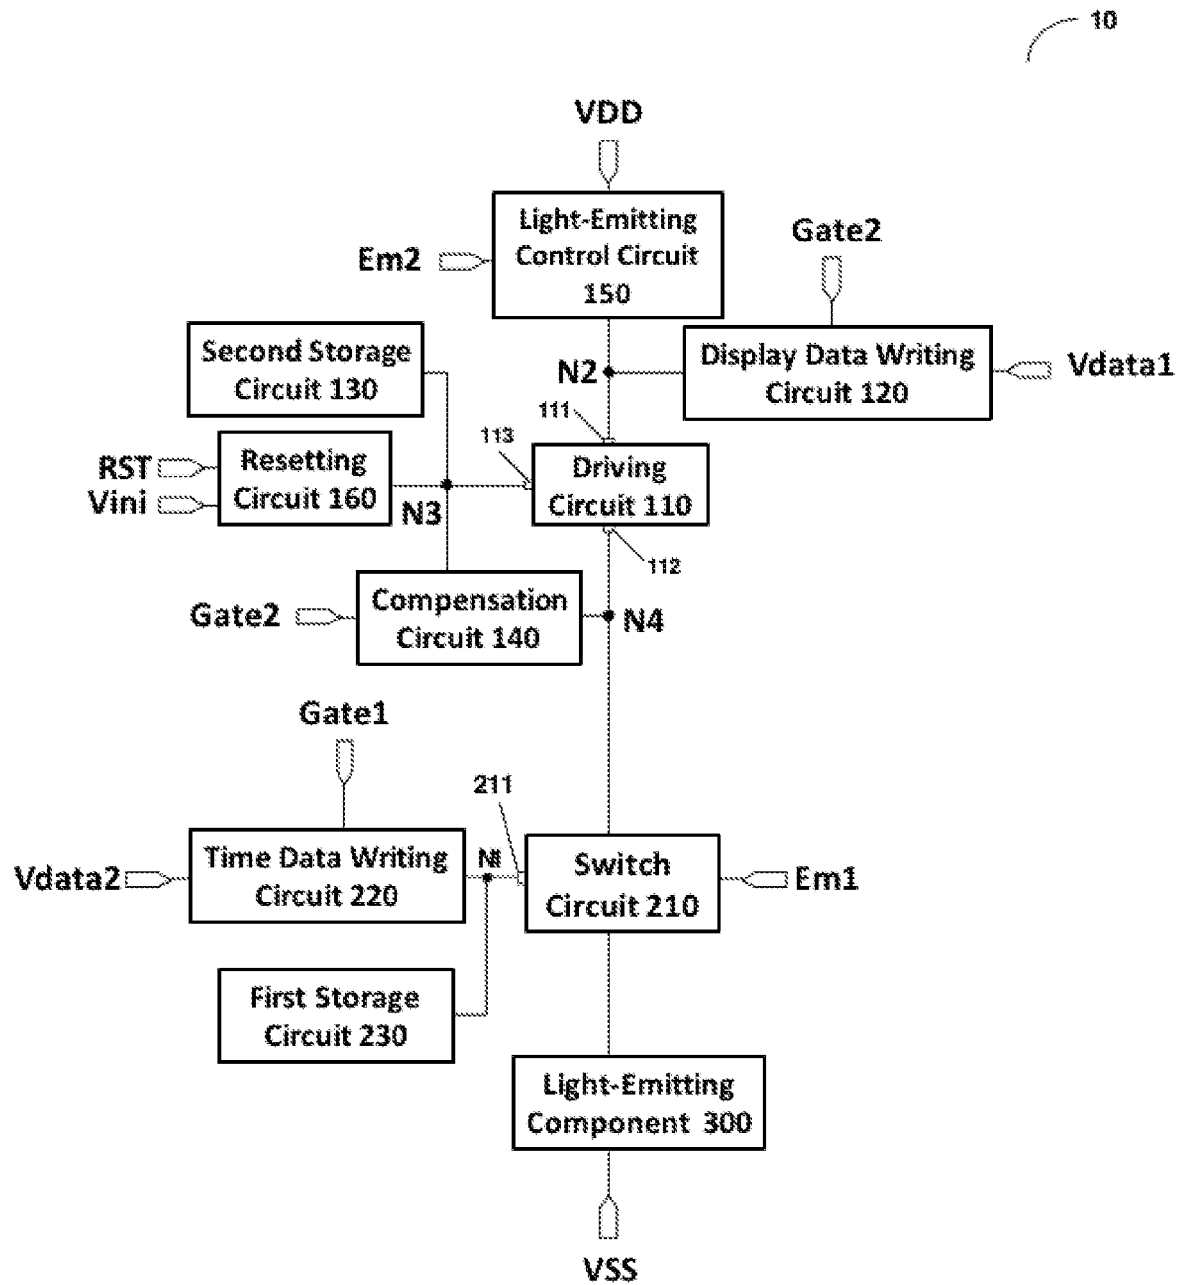 10
VDD
Light-Emitting
Control Circuit
150
Em2
Gate2
Second Storage
Circuit 130
N2
Display Data Writing
Circuit 120
Vdata1
111
113
RST
Vini
Resetting
Circuit 160
N3
Driving
Circuit 110
112
Gate2
Compensation
Circuit 140
N4
Gate1
211
Vdata2
Time Data Writing
Circuit 220
N1
Switch
Circuit 210
Em1
First Storage
Circuit 230
Light-Emitting
Component 300
VSS